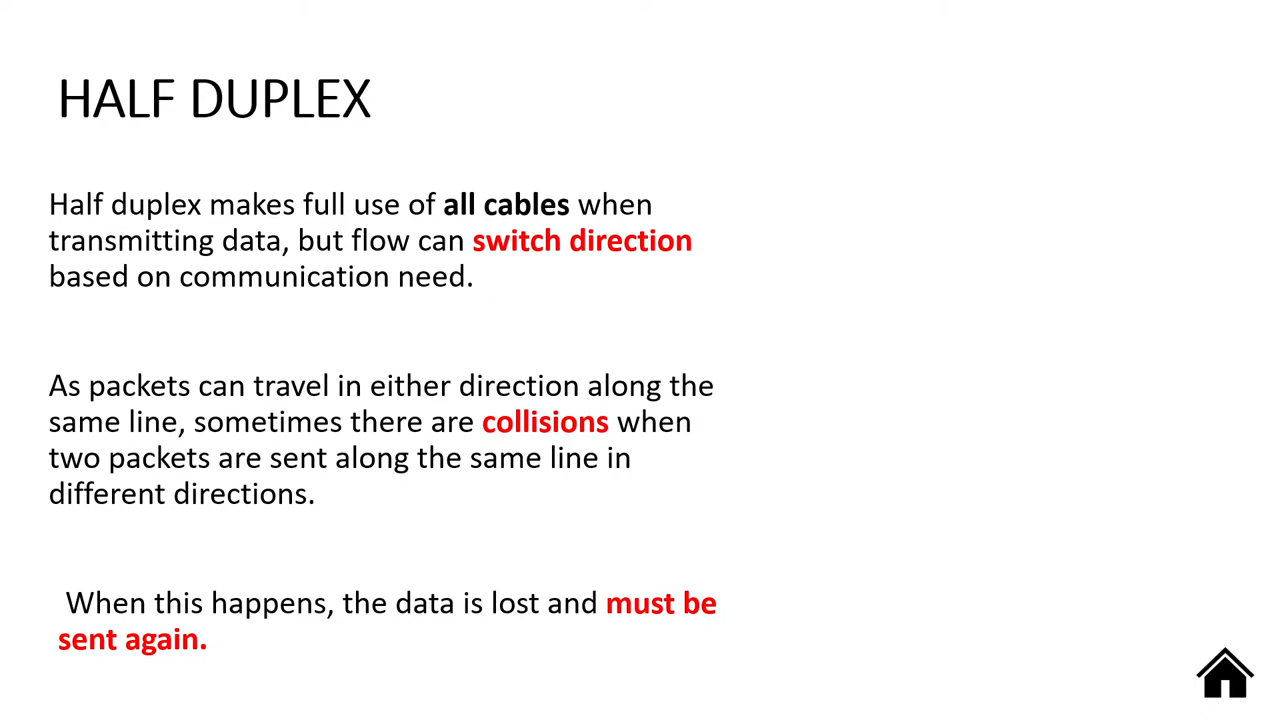 HALF DUPLEX
Half duplex makes full use of all cables when
transmitting data, but flow can switch direction
based on communication need.
As packets can travel in either direction along the
same line, sometimes there are collisions when
two packets are sent along the same line in
different directions.
When this happens, the data is lost and must be
sent again.